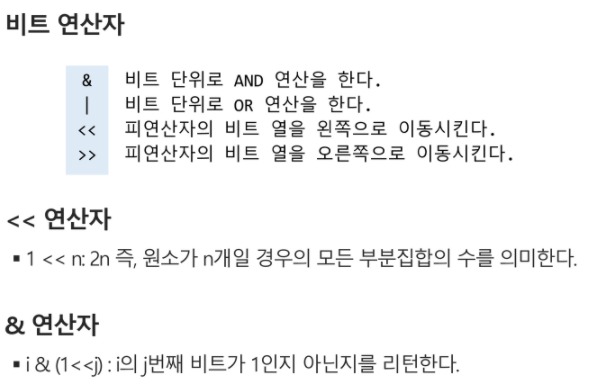 비트 연산자
& 비트 단위로 AND 연산을 한다.
| 비트 단위로 OR 연산을 한다.
<< 피연산자의 비트 열을 왼쪽으로 이동시킨다.
>> 피연산자의 비트 열을 오른쪽으로 이동시킨다.
<< 연산자
▪ 1 << n: 2n 즉, 원소가 n개일 경우의 모든 부분집합의 수를 의미한다.
& 연산자
▪ i & (1<<j) : i의 j번째 비트가 1인지 아닌지를 리턴한다.